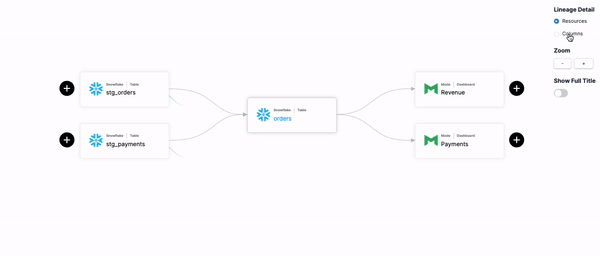 Lineage Detail
Resources
Columns
Zoom
- +
Show Full Title
Snowflake | Table
stg_orders
Snowflake | Table
stg_payments
Snowflake | Table
orders
Mode | Dashboard
Revenue
Mode | Dashboard
Payments